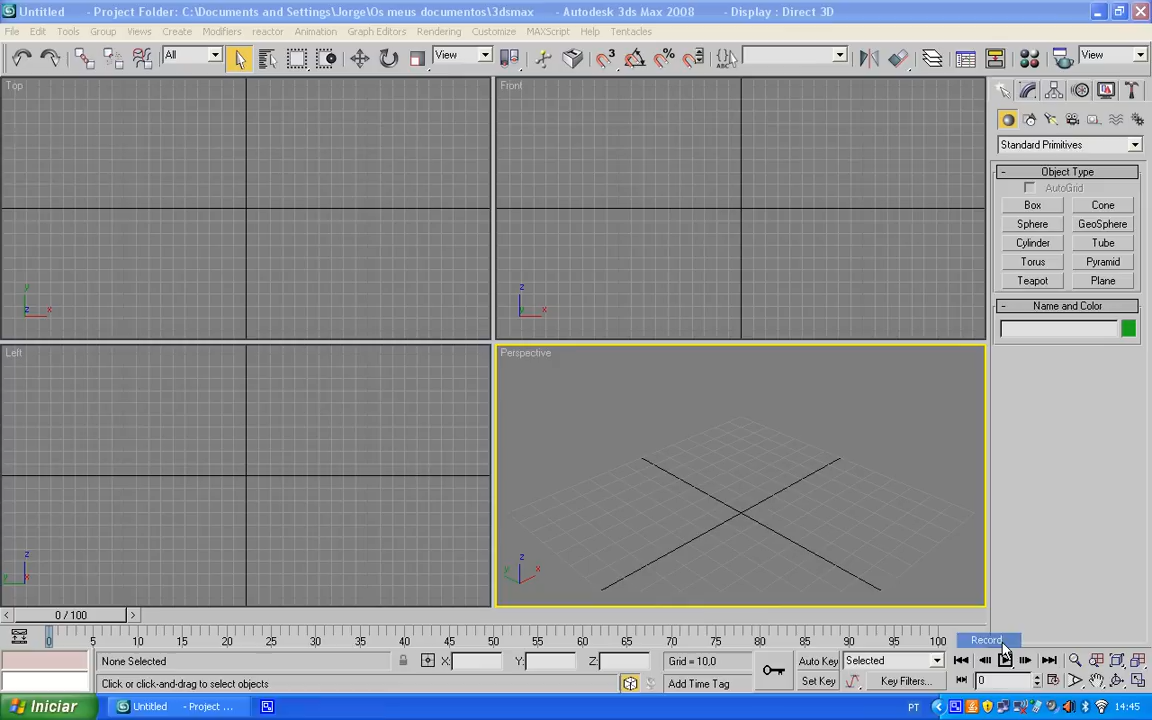 Untitled - Project Folder: C:\Documents and Settings\Jorge\Os meus documentos\3dsmax - Autodesk 3ds Max 2008 - Display : Direct 3D
File Edit Tools Group Views Create Modifiers reactor Animation Graph Editors Rendering Customize MAXScript Help Tentacles
All View View
Top
Front
Standard Primitives
Object Type
AutoGrid
Box Cone
Sphere GeoSphere
Cylinder Tube
Torus Pyramid
Teapot Plane
Name and Color
y
z x
z
y x
Left
Perspective
z
y x
z
y x
0 / 100
0 5 10 15 20 25 30 35 40 45 50 55 60 65 70 75 80 85 90 95 100
Record
None Selected X: Y: Z: Grid = 10,0 Auto Key Selected
Click or click-and-drag to select objects Add Time Tag Set Key Key Filters... 0
Iniciar Untitled - Project ... PT 14:45